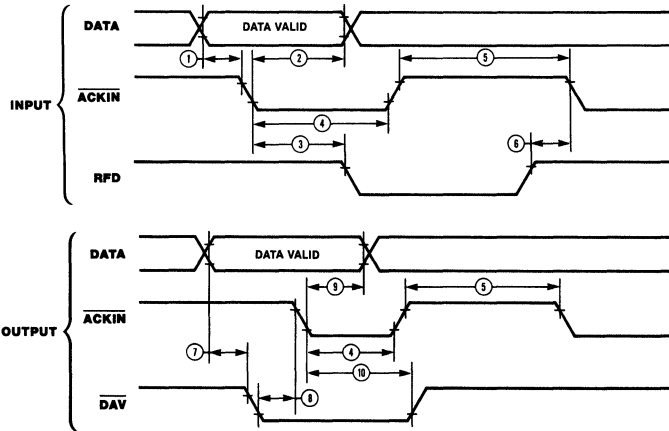 DATA
DATA VALID
1
2
5
INPUT
ACKIN
4
3
6
RFD
DATA
DATA VALID
9
5
ACKIN
OUTPUT
7
4
10
8
DAV